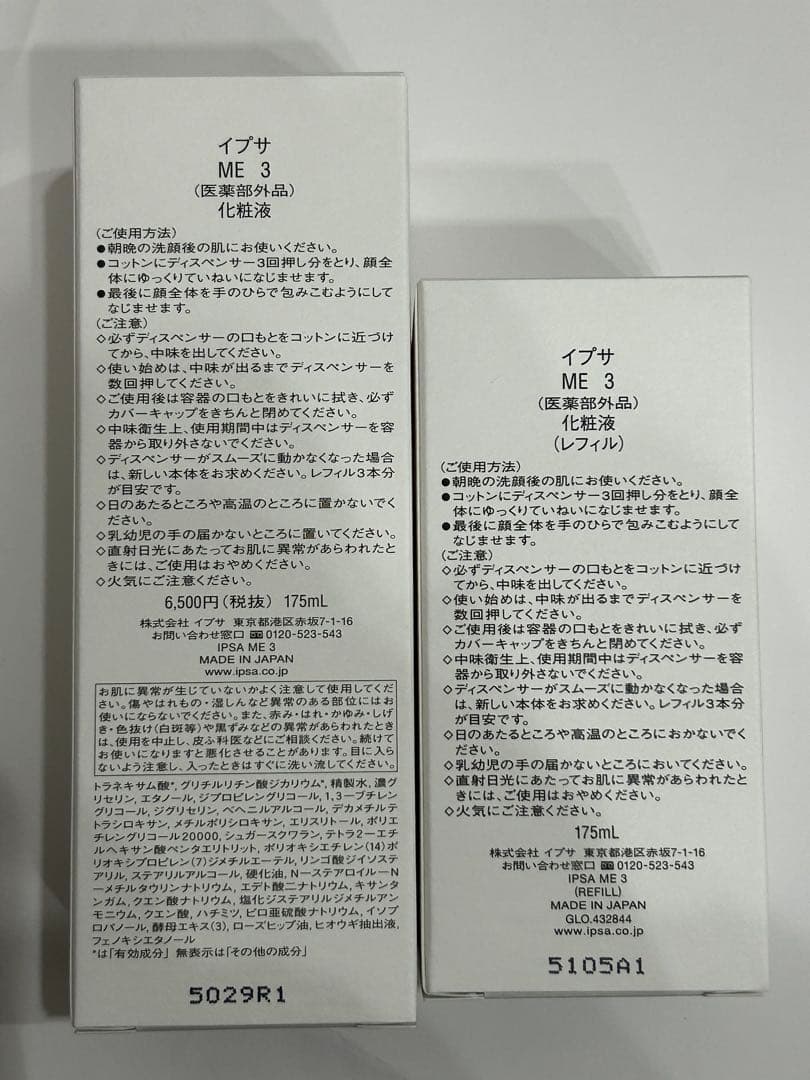 イプサ
ME 3
(医薬部外品)
化粧液
(ご使用方法)
●朝晩の洗顔後の肌にお使いください。
●コットンにディスペンサー3回押し分をとり、顔全
体にゆっくりていねいになじませます。
●最後に顔全体を手のひらで包みこむようにして
なじませます。
(ご注意)
◇必ずディスペンサーの口もとをコットンに近づけ
てから、中味を出してください。
◇使い始めは、中味が出るまでディスペンサーを
数回押してください。
◇ご使用後は容器の口もとをきれいに拭き、必ず
カバーキャップをきちんと閉めてください。
◇中味衛生上、使用期間中はディスペンサーを容
器から取り外さないでください。
◇ディスペンサーがスムーズに動かなくなった場合
は、新しい本体をお求めください。レフィル3本分
が目安です。
◇日のあたるところや高温のところに置かないでく
ださい。
◇乳幼児の手の届かないところに置いてください。
◇直射日光にあたってお肌に異常があらわれたと
きには、ご使用はおやめください。
◇火気にご注意ください。
6,500円(税抜) 175mL
株式会社 イプサ 東京都港区赤坂7-1-16
お問い合わせ窓口 0120-523-543
IPSA ME 3
MADE IN JAPAN
www.ipsa.co.jp
お肌に異常が生じていないかよく注意して使用してくだ
さい。傷やはれもの・湿しんなど異常のある部位にはお
使いにならないでください。また、赤み・はれ・かゆみ・しげ
き・色抜け(白斑等)や黒ずみなどの異常があらわれたとき
は、使用を中止し、皮ふ科医などにご相談ください。続けて
お使いになりますと悪化させることがあります。目に入ら
ないよう注意し、入ったときはすぐに洗い流してください。
トラネキサム酸*, グリチルリチン酸ジカリウム*, 精製水, 濃グ
リセリン, エタノール, ジプロピレングリコール, 1,3ーブチレン
グリコール, ジグリセリン, ベヘニルアルコール, デカメチルテ
トラシロキサン, メチルポリシロキサン, エリスリトール, ポリエ
チレングリコール20000, シュガースクワラン, テトラ2ーエチ
ルヘキサン酸ペンタエリトリット, ポリオキシエチレン(14)ポ
リオキシプロピレン(7)ジメチルエーテル, リンゴ酸ジイソステ
アリル, ステアリルアルコール, 硬化油, NーステアロイルーN
ーメチルタウリンナトリウム, エデト酸二ナトリウム, キサンタ
ンガム, クエン酸ナトリウム, 塩化ジステアリルジメチルアン
モニウム, クエン酸, ハチミツ, ピロ亜硫酸ナトリウム, イソプ
ロパノール, 酵母エキス(3), ローズヒップ油, ヒオウギ抽出液,
フェノキシエタノール
*は「有効成分」 無表示は「その他の成分」
5029R1
イプサ
ME 3
(医薬部外品)
化粧液
(レフィル)
(ご使用方法)
●朝晩の洗顔後の肌にお使いください。
●コットンにディスペンサー3回押し分をとり、顔全
体にゆっくりていねいになじませます。
●最後に顔全体を手のひらで包みこむようにして
なじませます。
(ご注意)
◇必ずディスペンサーの口もとをコットンに近づけ
てから、中味を出してください。
◇使い始めは、中味が出るまでディスペンサーを
数回押してください。
◇ご使用後は容器の口もとをきれいに拭き、必ず
カバーキャップをきちんと閉めてください。
◇中味衛生上、使用期間中はディスペンサーを容
器から取り外さないでください。
◇ディスペンサーがスムーズに動かなくなった場合
は、新しい本体をお求めください。レフィル3本分
が目安です。
◇日のあたるところや高温のところにおかないでく
ださい。
◇乳幼児の手の届かないところにおいてください。
◇直射日光にあたってお肌に異常があらわれたと
きには、ご使用はおやめください。
◇火気にご注意ください。
175mL
株式会社 イプサ 東京都港区赤坂7-1-16
お問い合わせ窓口 0120-523-543
IPSA ME 3
(REFILL)
MADE IN JAPAN
GLO.432844
www.ipsa.co.jp
5105A1